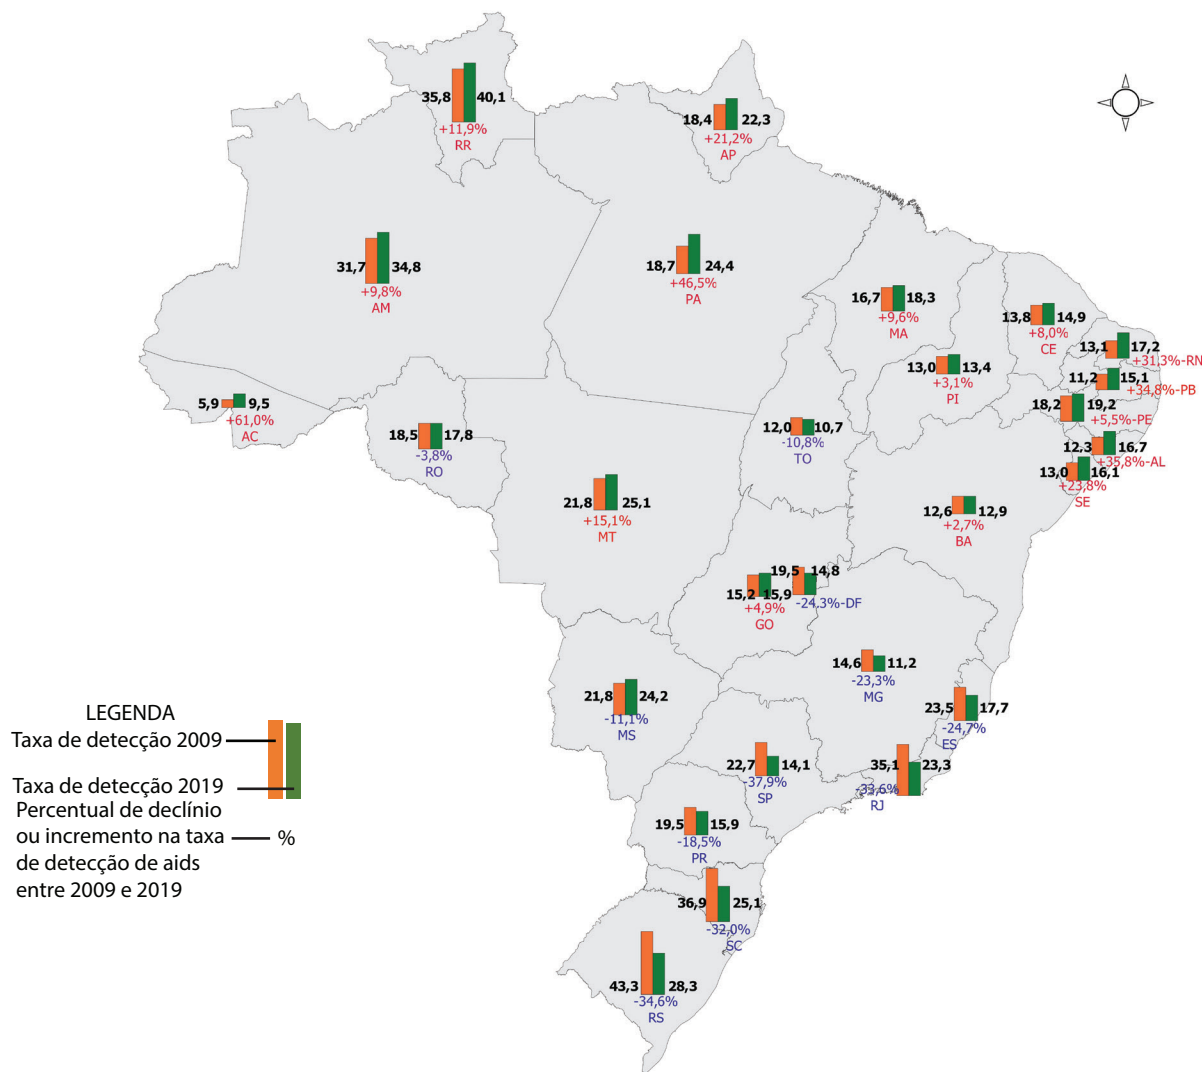 35,8 40,1
+11,9%
RR
18,4 22,3
+21,2%
AP
31,7 34,8
+9,8%
AM
18,7 24,4
+46,5%
PA
16,7 18,3
+9,6%
MA
13,8 14,9
+8,0%
CE
13,1 17,2
+31,3%-RN
13,0 13,4
+3,1%
PI
11,2 15,1
+34,8%-PB
5,9 9,5
+61,0%
AC
18,2 19,2
+5,5%-PE
18,5 17,8
-3,8%
RO
12,0 10,7
-10,8%
TO
12,3 16,7
+35,8%-AL
13,0 16,1
+23,8%
SE
21,8 25,1
+15,1%
MT
12,6 12,9
+2,7%
BA
19,5 14,8
-24,3%-DF
15,2 15,9
+4,9%
GO
14,6 11,2
-23,3%
MG
21,8 24,2
-11,1%
MS
23,5 17,7
-24,7%
ES
22,7 14,1
-37,9%
SP
35,1 23,3
-33,6%
RJ
19,5 15,9
-18,5%
PR
36,9 25,1
-32,0%
SC
43,3 28,3
-34,6%
RS
LEGENDA
Taxa de detecção 2009
Taxa de detecção 2019
Percentual de declínio
ou incremento na taxa %
de detecção de aids
entre 2009 e 2019